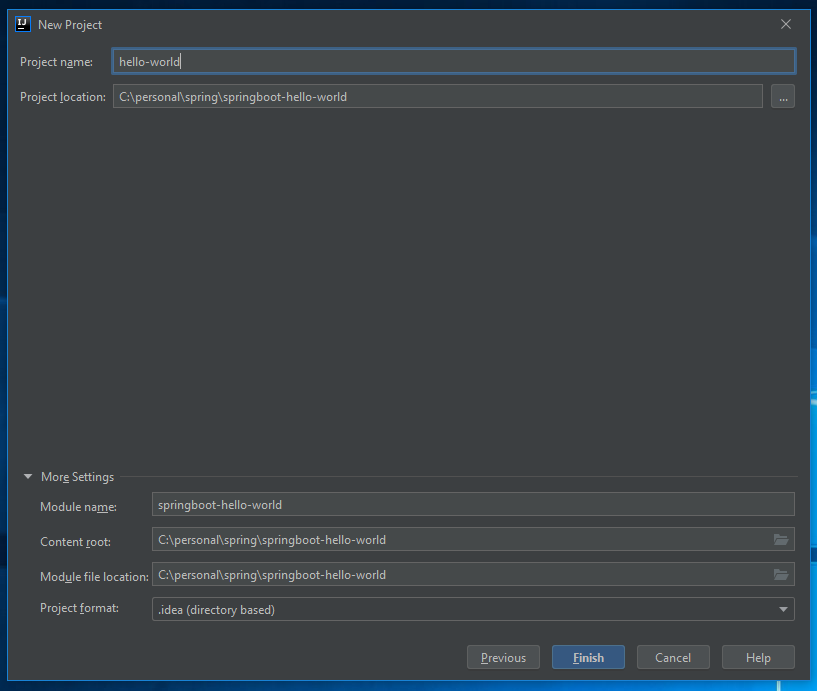 IJ New Project
Project name: hello-world
Project location: C:\personal\spring\springboot-hello-world ...
More Settings
Module name: springboot-hello-world
Content root: C:\personal\spring\springboot-hello-world
Module file location: C:\personal\spring\springboot-hello-world
Project format: .idea (directory based)
Previous Finish Cancel Help